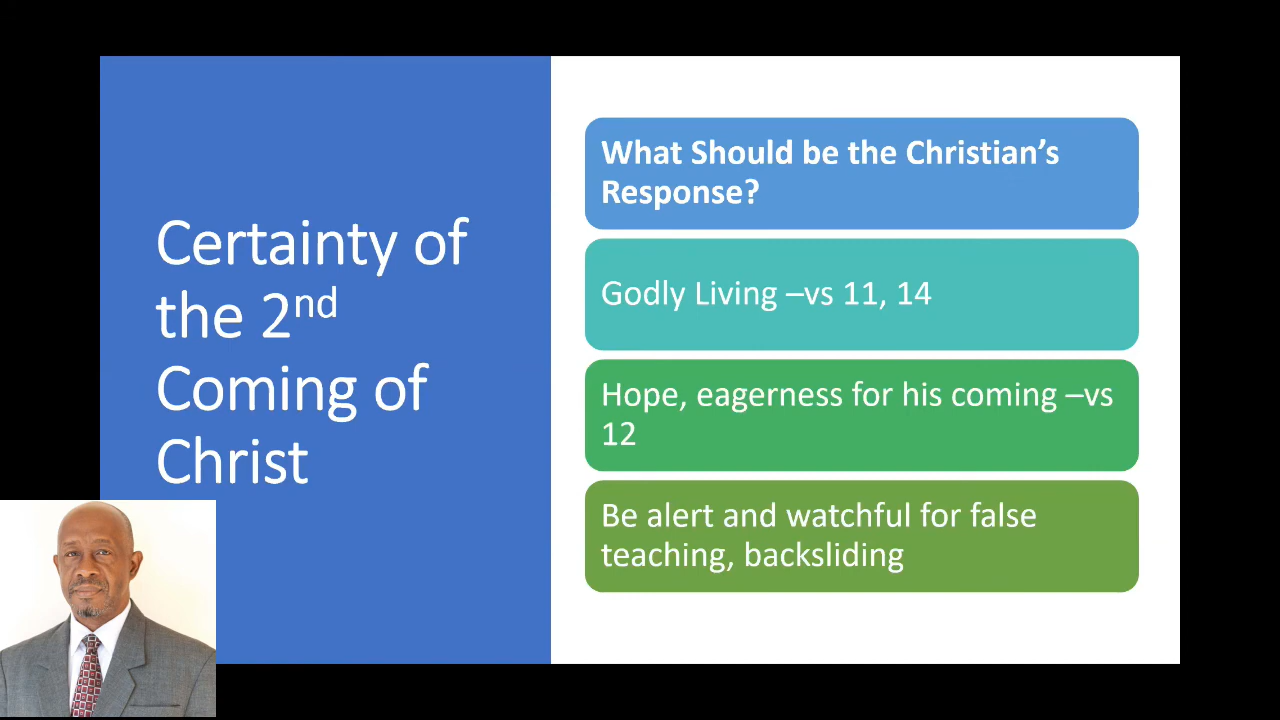 Certainty of
the 2nd
Coming of
Christ
What Should be the Christian’s
Response?
Godly Living –vs 11, 14
Hope, eagerness for his coming –vs
12
Be alert and watchful for false
teaching, backsliding